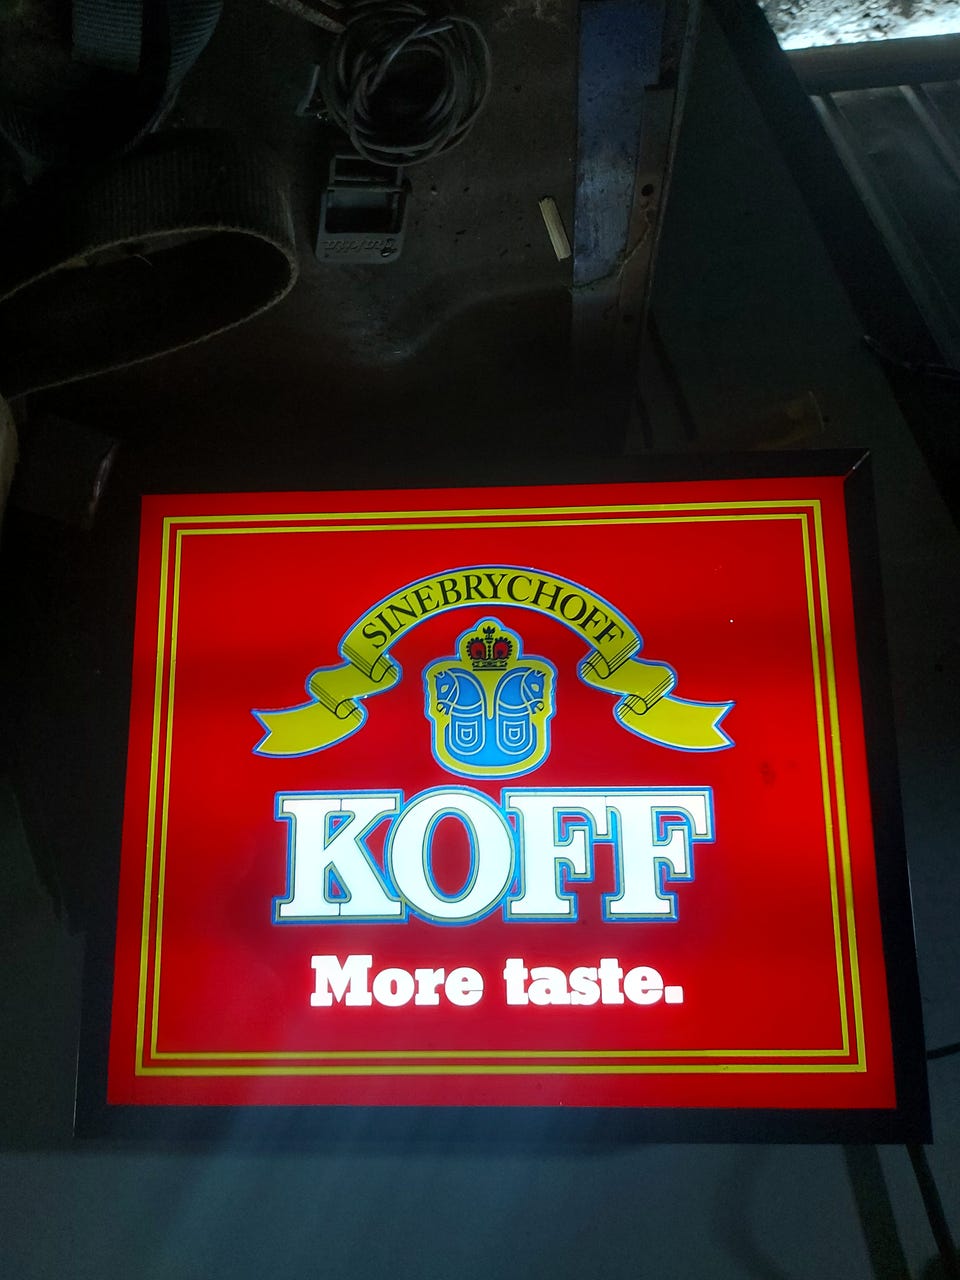 SINEBRYCHOFF
D D
KOFF
More taste.